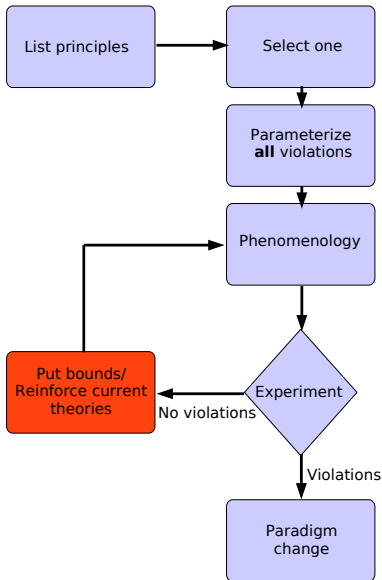 List principles
Select one
Parameterize
all violations
Phenomenology
Put bounds/
Reinforce current
theories
Experiment
No violations
Violations
Paradigm
change